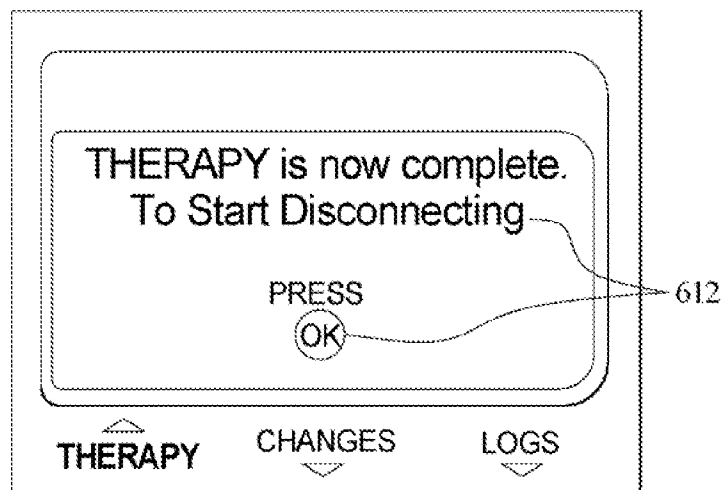 THERAPY is now complete.
To Start Disconnecting
PRESS
OK
612
THERAPY CHANGES LOGS